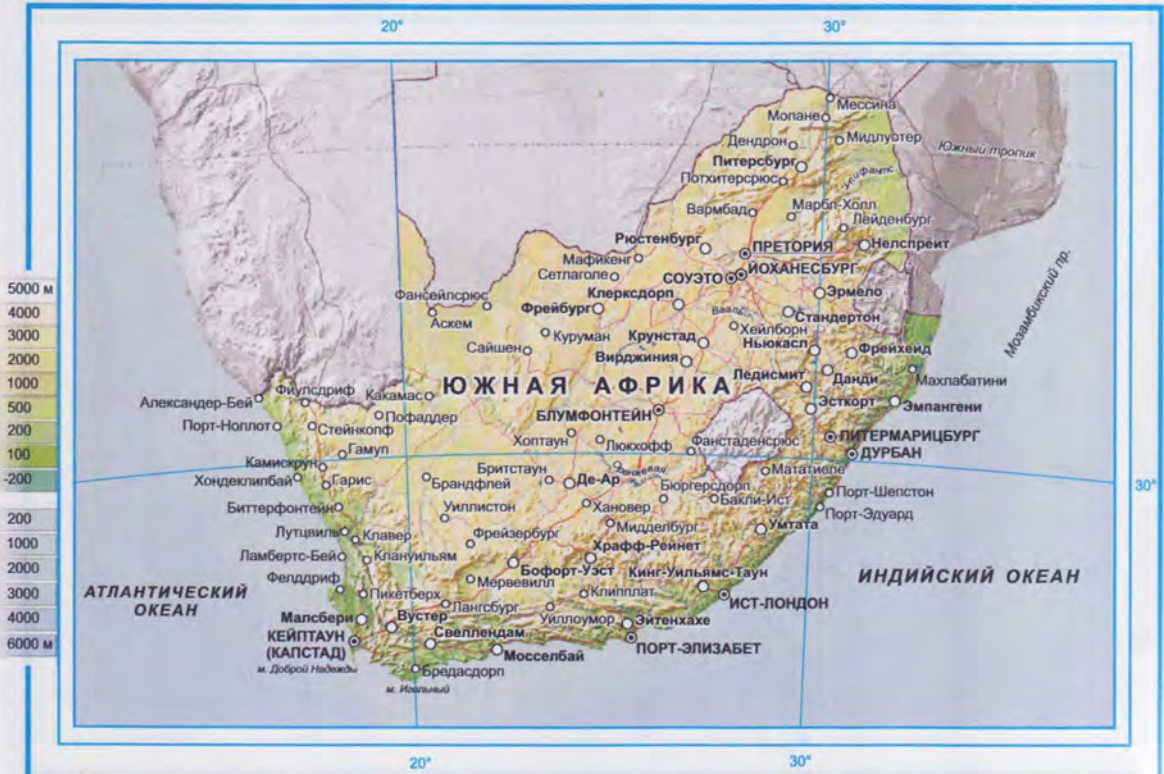 20°
30°
Мессина
Мопане
Дендрон
Мидлуотер
Южный тропик
Питерсбург
Потхитерсрюс
Улифантс
Вармбад
Марбл-Холл
Лейденбург
Рюстенбург
ПРЕТОРИЯ
Нелспрёйт
Мафикенг
Сетлаголе
СОУЭТО
ЙОХАНЕСБУРГ
Мозамбикский пр.
5000 м
4000
3000
2000
1000
500
200
100
-200
200
1000
2000
3000
4000
6000 м
Фансейлсрюс
Клерксдорп
Эрмело
Аскем
Фрейбург
Вааль
Стандертон
Хейлборн
Куруман
Крунстад
Ньюкасл
Сайшен
Вирджиния
Фрейхейд
ЮЖНАЯ АФРИКА
Ледисмит
Данди
Махлабатини
Фиулсдриф
Какамас
Александер-Бей
Эмпангени
Эсткорт
БЛУМФОНТЕЙН
Пофаддер
Порт-Ноллот
Стейнкопф
Хоптаун
Люкхофф
Фанстаденсрюс
ПИТЕРМАРИЦБУРГ
Гамуп
ДУРБАН
Камискрун
Хондеклипбай
Гарис
Бритстаун
Брандфлей
Де-Ар
Бюргерсдорп
Мататиеле
30°
Бакли-Ист
Порт-Шепстон
Биттерфонтейн
Уиллистон
Хановер
Порт-Эдуард
Мидделбург
Умтата
Лутцвиль
Клавер
Фрейзербург
Ламбертс-Бей
Клануильям
Храфф-Рейнет
Бофорт-Уэст
Кинг-Уильямс-Таун
Фелддриф
Мервевилл
АТЛАНТИЧЕСКИЙ
ОКЕАН
ИНДИЙСКИЙ ОКЕАН
Пикетберх
Клипплат
ИСТ-ЛОНДОН
Лангсбург
Уиллоумор
Малсбери
Вустер
Эйтенхахе
КЕЙПТАУН
(КАПСТАД)
Свеллендам
ПОРТ-ЭЛИЗАБЕТ
Мосселбай
м. Доброй Надежды
Бредасдорп
м. Игольный
20°
30°